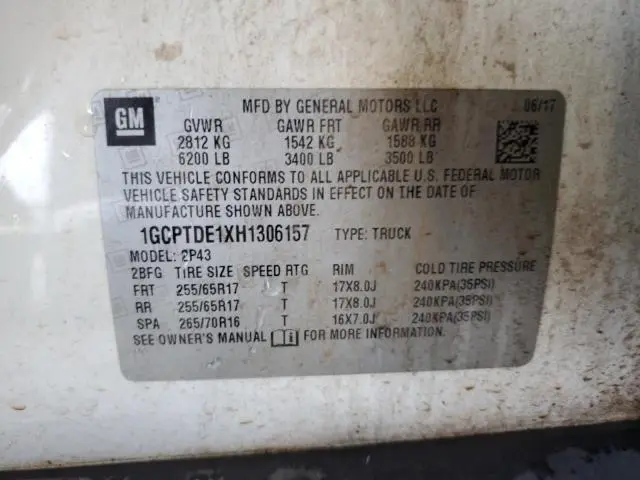 GM MFD BY GENERAL MOTORS LLC 06/17
GVWR GAWR FRT GAWR RR
2812 KG 1542 KG 1588 KG
6200 LB 3400 LB 3500 LB
THIS VEHICLE CONFORMS TO ALL APPLICABLE U.S. FEDERAL MOTOR
VEHICLE SAFETY STANDARDS IN EFFECT ON THE DATE OF
MANUFACTURE SHOWN ABOVE.
1GCPTDE1XH1306157 TYPE: TRUCK
MODEL: 2P43
2BFG TIRE SIZE SPEED RTG RIM COLD TIRE PRESSURE
FRT 255/65R17 T 17X8.0J 240KPA(35PSI)
RR 255/65R17 T 17X8.0J 240KPA(35PSI)
SPA 265/70R16 T 16X7.0J 240KPA(35PSI)
SEE OWNER'S MANUAL FOR MORE INFORMATION.